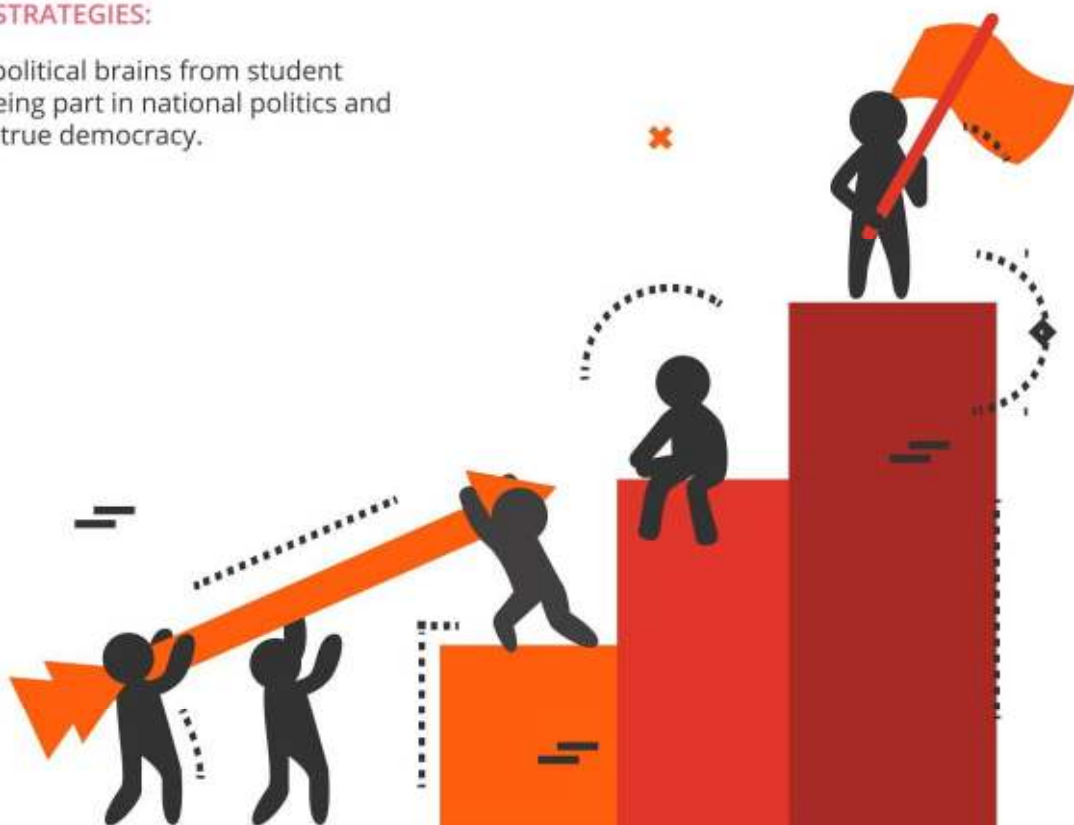 STRATEGIES:
political brains from student
eing part in national politics and
true democracy.